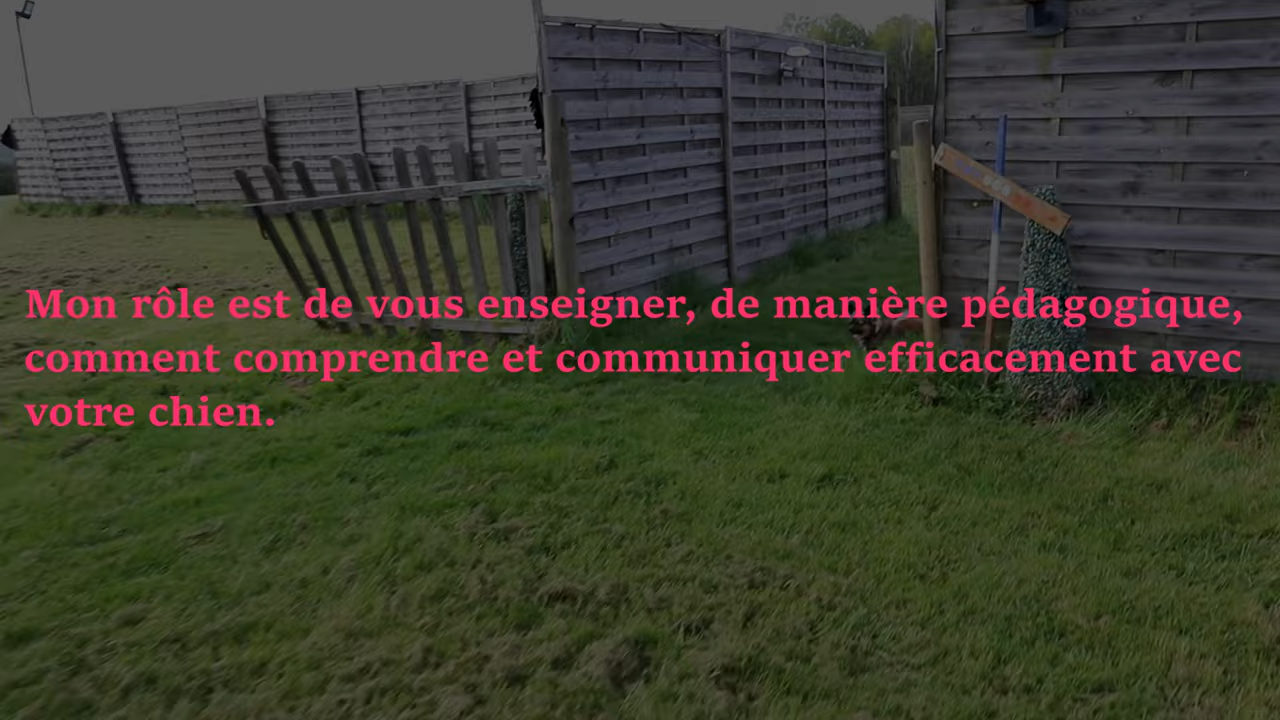 Mon rôle est de vous enseigner, de manière pédagogique,
comment comprendre et communiquer efficacement avec
votre chien.